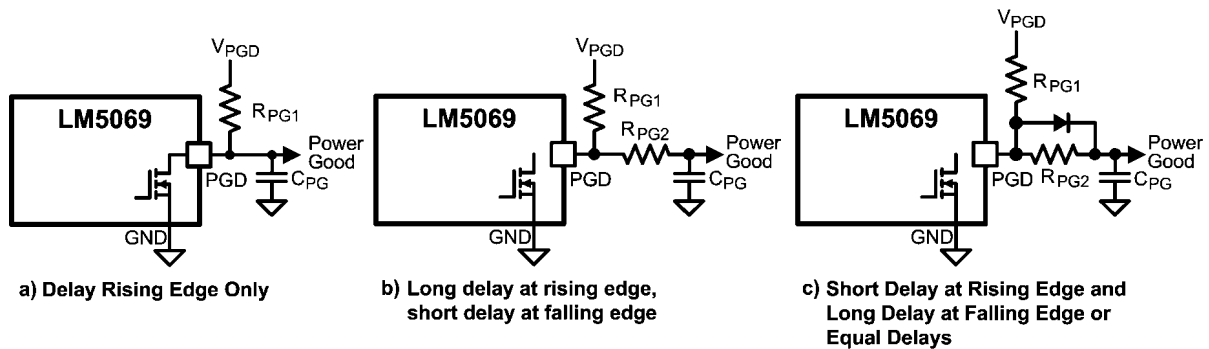 VPGD
RPG1
LM5069
Power
Good
PGD
CPG
GND
a) Delay Rising Edge Only
VPGD
RPG1
LM5069
RPG2
Power
Good
PGD
CPG
GND
b) Long delay at rising edge,
short delay at falling edge
VPGD
RPG1
LM5069
Power
Good
PGD
RPG2
CPG
GND
c) Short Delay at Rising Edge and
Long Delay at Falling Edge or
Equal Delays